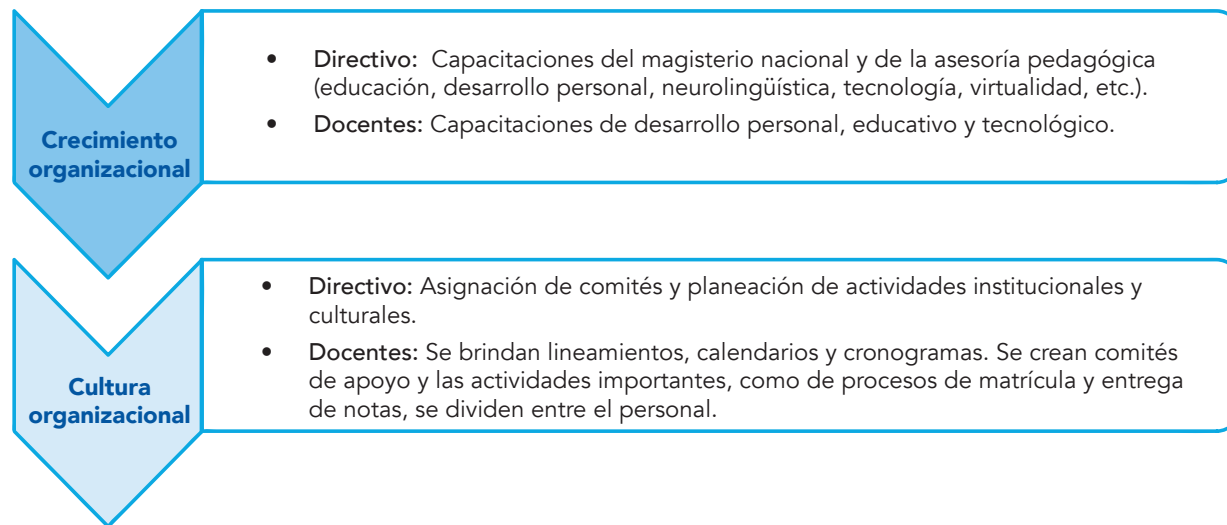 Crecimiento
organizacional
• Directivo: Capacitaciones del magisterio nacional y de la asesoría pedagógica
(educación, desarrollo personal, neurolingüística, tecnología, virtualidad, etc.).
• Docentes: Capacitaciones de desarrollo personal, educativo y tecnológico.
Cultura
organizacional
• Directivo: Asignación de comités y planeación de actividades institucionales y
culturales.
• Docentes: Se brindan lineamientos, calendarios y cronogramas. Se crean comités
de apoyo y las actividades importantes, como de procesos de matrícula y entrega
de notas, se dividen entre el personal.